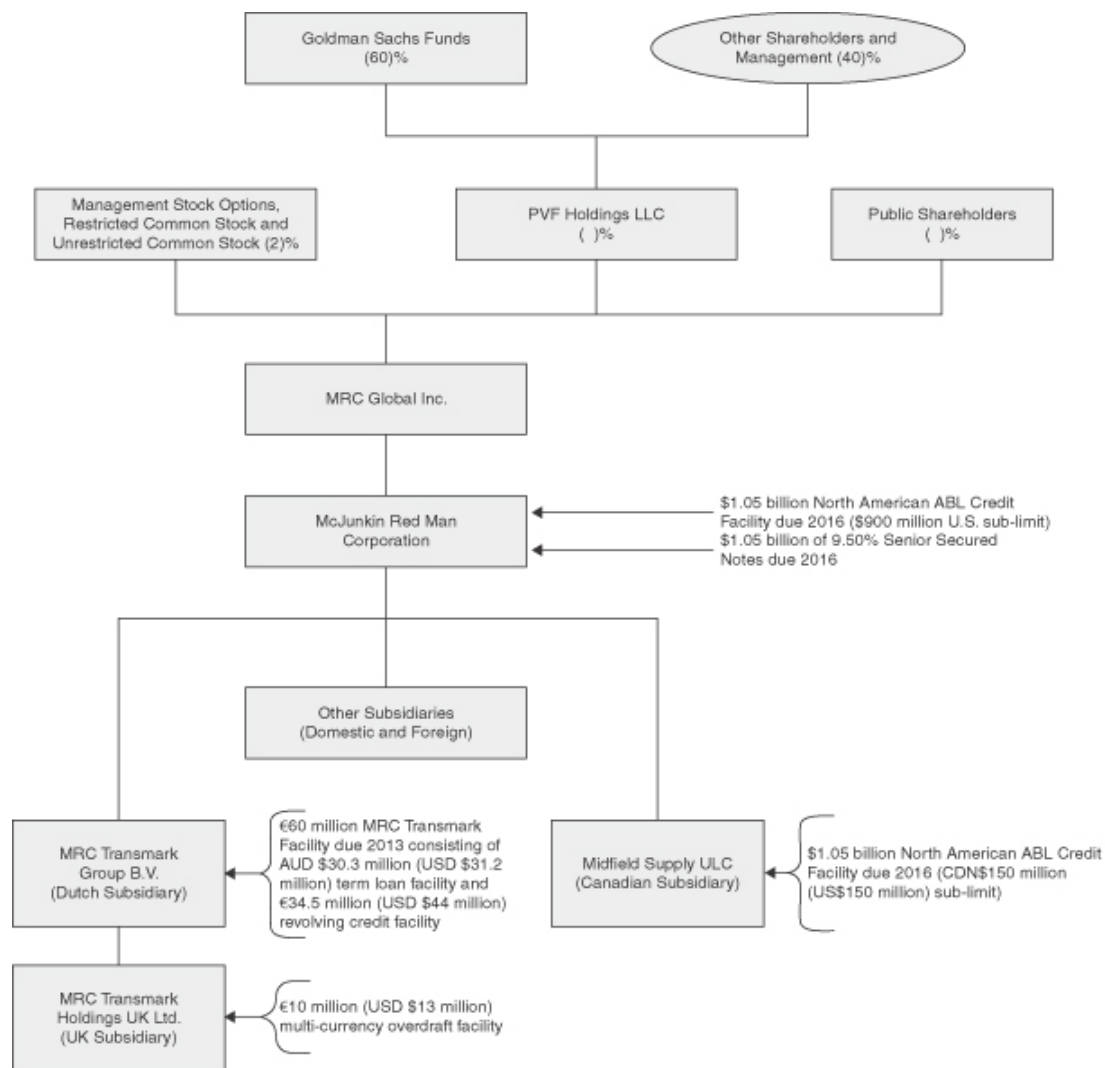 Goldman Sachs Funds
(60)%
Other Shareholders and
Management (40)%
Management Stock Options,
Restricted Common Stock and
Unrestricted Common Stock (2)%
PVF Holdings LLC
( )%
Public Shareholders
( )%
MRC Global Inc.
McJunkin Red Man
Corporation
$1.05 billion North American ABL Credit
Facility due 2016 ($900 million U.S. sub-limit)
$1.05 billion of 9.50% Senior Secured
Notes due 2016
Other Subsidiaries
(Domestic and Foreign)
MRC Transmark
Group B.V.
(Dutch Subsidiary)
€60 million MRC Transmark
Facility due 2013 consisting of
AUD $30.3 million (USD $31.2
million) term loan facility and
€34.5 million (USD $44 million)
revolving credit facility
Midfield Supply ULC
(Canadian Subsidiary)
$1.05 billion North American ABL Credit
Facility due 2016 (CDN$150 million
(US$150 million) sub-limit)
MRC Transmark
Holdings UK Ltd.
(UK Subsidiary)
€10 million (USD $13 million)
multi-currency overdraft facility